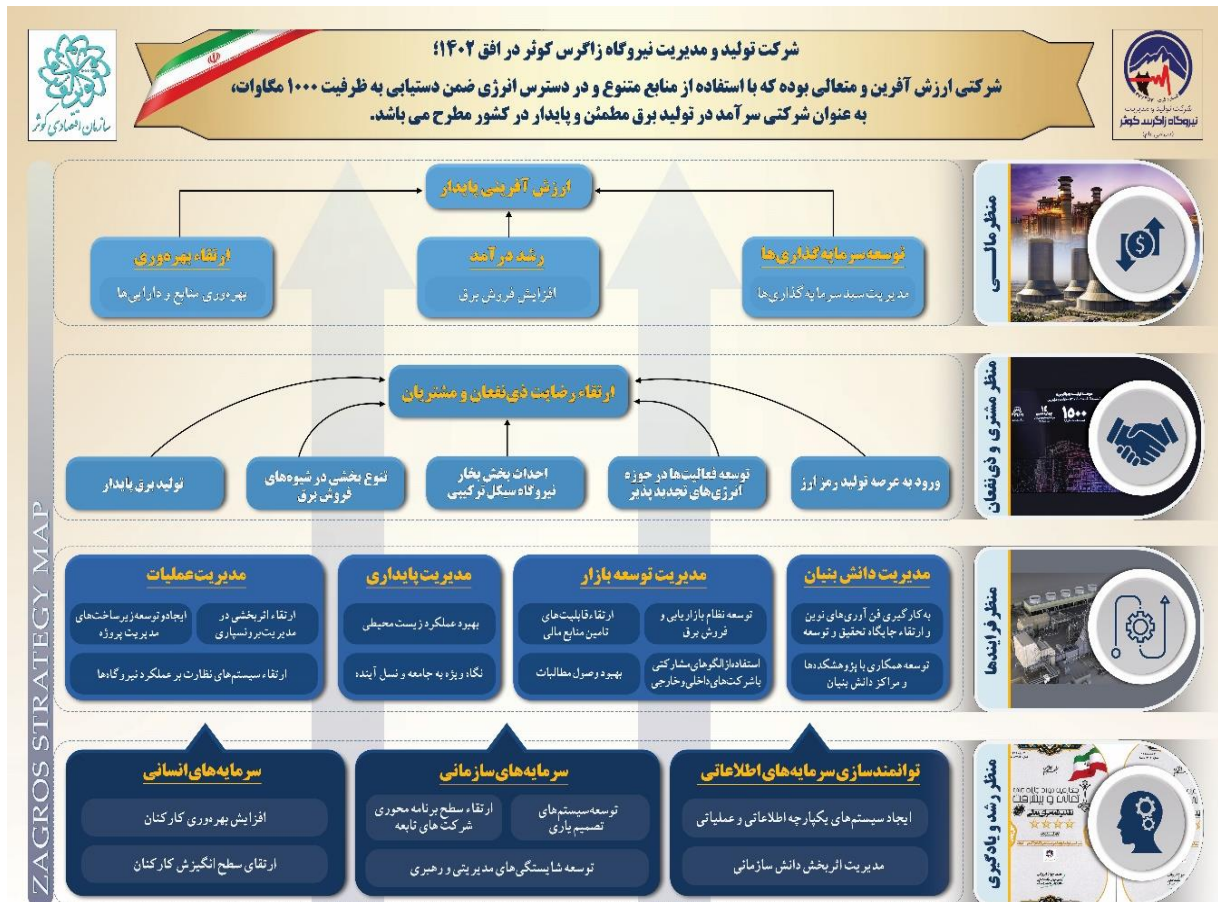 شرکت تولید و مدیریت نیروگاه زاگرس کوثر در افق ۱۴۰۲؛
شرکتی ارزش آفرین و متعالی بوده که با استفاده از منابع متنوع و در دسترس انرژی ضمن دستیابی به ظرفیت ۱۰۰۰ مگاوات،
به عنوان شرکتی سرآمد در تولید برق مطمئن و پایدار در کشور مطرح می باشد.
شرکت تولید و مدیریت
نیروگاه زاگرس کوثر
(سهامی عام)
سازمان اقتصادی کوثر
منظر مالی
ارزش آفرینی پایدار
توسعه سرمایه گذاری‌ها
مدیریت سبد سرمایه گذاری‌ها
رشد درآمد
افزایش فروش برق
ارتقاء بهره‌وری
بهره‌وری منابع و دارایی‌ها
منظر مشتری و ذی‌نفعان
۱۵۰۰
ارتقاء رضایت ذی‌نفعان و مشتریان
ورود به عرصه تولید رمز ارز
توسعه فعالیت‌ها در حوزه
انرژی‌های تجدیدپذیر
احداث بخش بخار
نیروگاه سیکل ترکیبی
تنوع بخشی در شیوه‌های
فروش برق
تولید برق پایدار
منظر فرایندها
مدیریت دانش بنیان
به کارگیری فن آوری‌های نوین
و ارتقاء جایگاه تحقیق و توسعه
توسعه همکاری با پژوهشکده‌ها
و مراکز دانش بنیان
مدیریت توسعه بازار
توسعه نظام بازاریابی و
فروش برق
ارتقاء قابلیت‌های
تامین منابع مالی
استفاده از الگوهای مشارکتی
با شرکت‌های داخلی و خارجی
بهبود وصول مطالبات
مدیریت پایداری
بهبود عملکرد زیست محیطی
نگاه ویژه به جامعه و نسل آینده
مدیریت عملیات
ارتقاء اثربخشی در
مدیریت برونسپاری
ایجاد و توسعه زیرساخت‌های
مدیریت پروژه
ارتقاء سیستم‌های نظارت بر عملکرد نیروگاه‌ها
منظر رشد و یادگیری
تعالی و پیشرفت
توانمندسازی سرمایه‌های اطلاعاتی
ایجاد سیستم‌های یکپارچه اطلاعاتی و عملیاتی
مدیریت اثربخش دانش سازمانی
سرمایه‌های سازمانی
توسعه سیستم‌های
تصمیم یاری
ارتقاء سطح برنامه محوری
شرکت های تابعه
توسعه شایستگی‌های مدیریتی و رهبری
سرمایه‌های انسانی
افزایش بهره‌وری کارکنان
ارتقای سطح انگیزش کارکنان
ZAGROS STRATEGY MAP